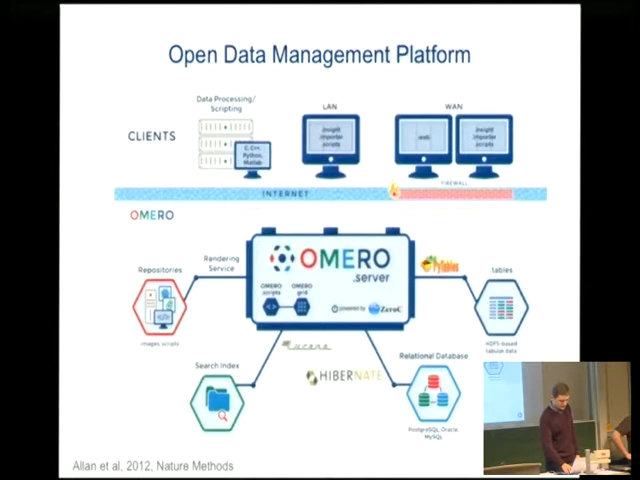 Open Data Management Platform
Data Processing/
Scripting
LAN
WAN
CLIENTS
C, C++,
Python,
Matlab
insight
importer
scripts
web
insight
importer
scripts
INTERNET
FIREWALL
OMERO
Repositories
Rendering
Service
OMERO
.server
OMERO
.scripts
OMERO
.grid
powered by ZeroC
PyTables
.tables
images scripts
HDF5-based
tabular data
Lucene
Search Index
HIBERNATE
Relational Database
PostgreSQL, Oracle
MySQL
Allan et al, 2012, Nature Methods